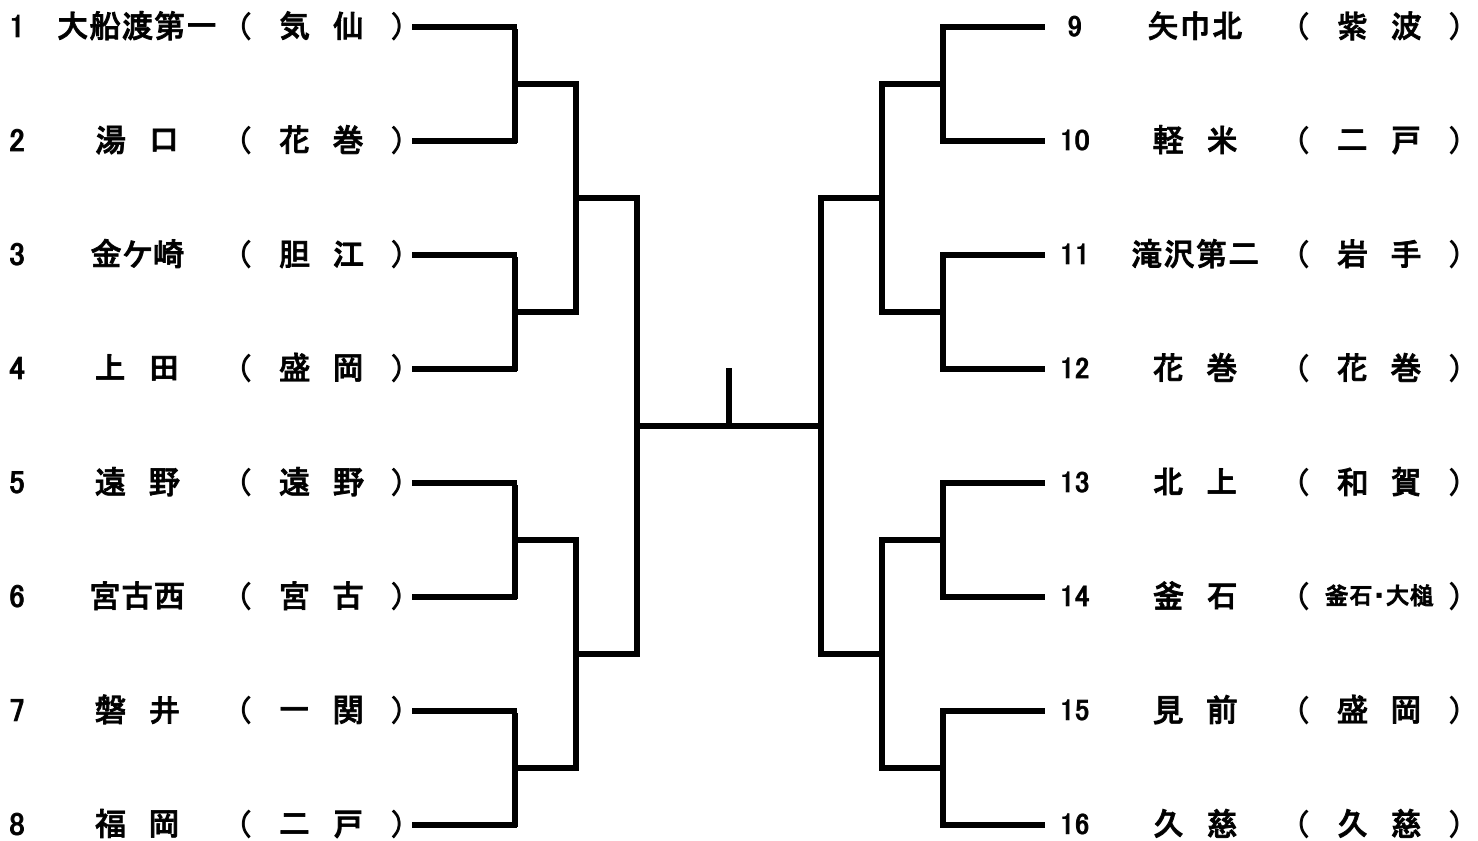 1 大船渡第一 ( 気 仙 )
2 湯 口 ( 花 巻 )
3 金ケ崎 ( 胆 江 )
4 上 田 ( 盛 岡 )
5 遠 野 ( 遠 野 )
6 宮古西 ( 宮 古 )
7 磐 井 ( 一 関 )
8 福 岡 ( 二 戸 )
9 矢巾北 ( 紫 波 )
10 軽 米 ( 二 戸 )
11 滝沢第二 ( 岩 手 )
12 花 巻 ( 花 巻 )
13 北 上 ( 和 賀 )
14 釜 石 ( 釜石・大槌 )
15 見 前 ( 盛 岡 )
16 久 慈 ( 久 慈 )